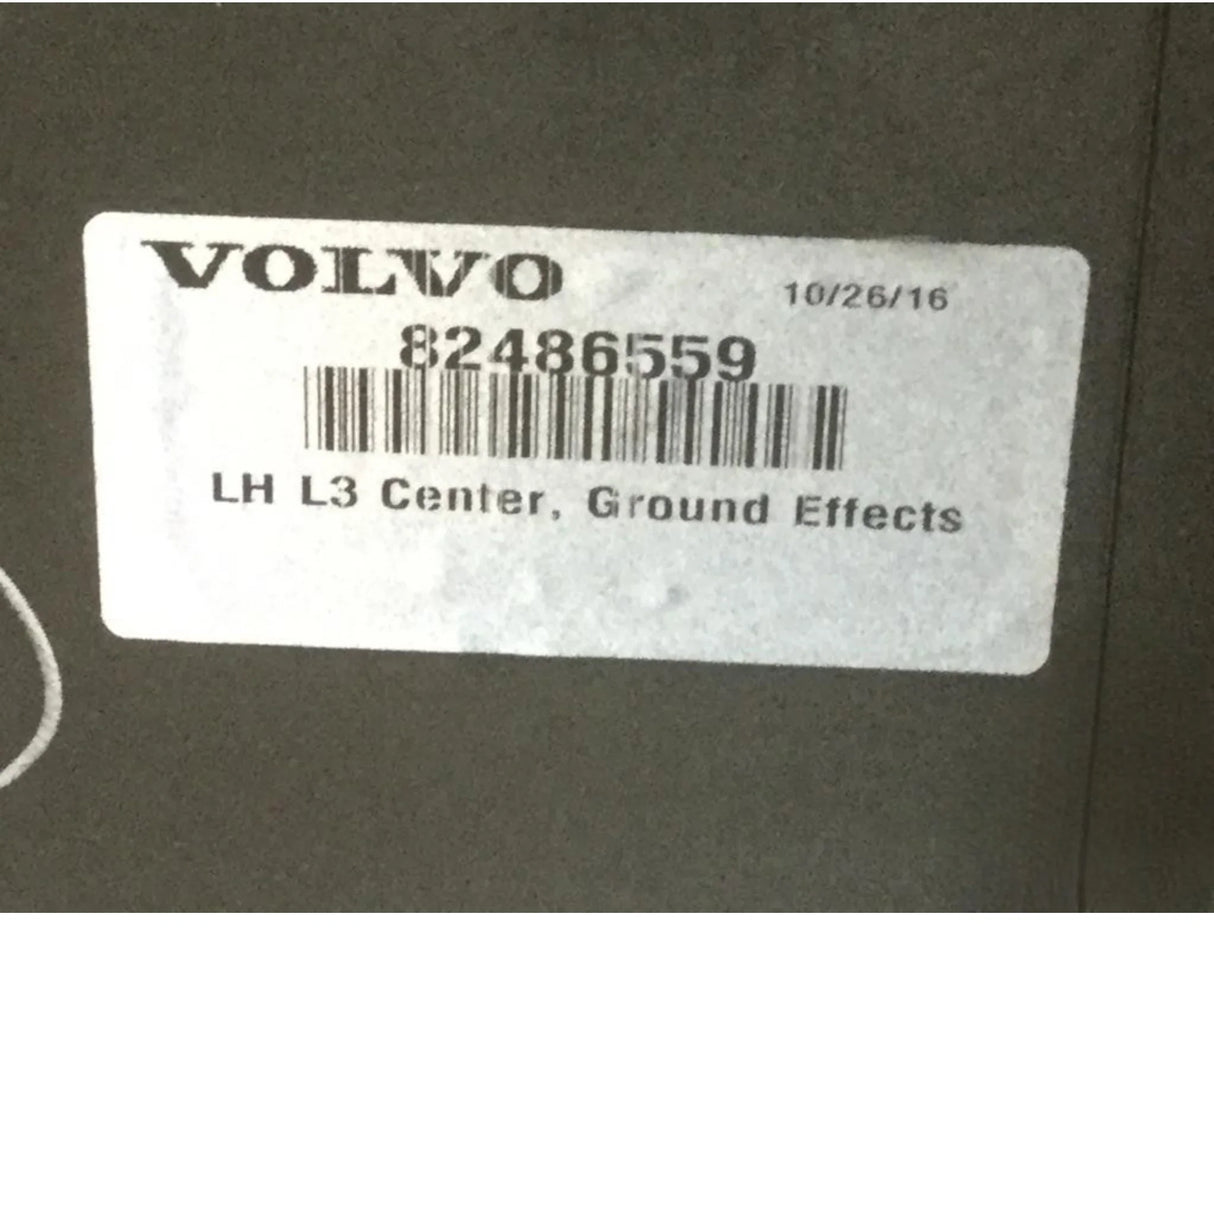 VOLVO
10/26/16
82486559
LH L3 Center, Ground Effects